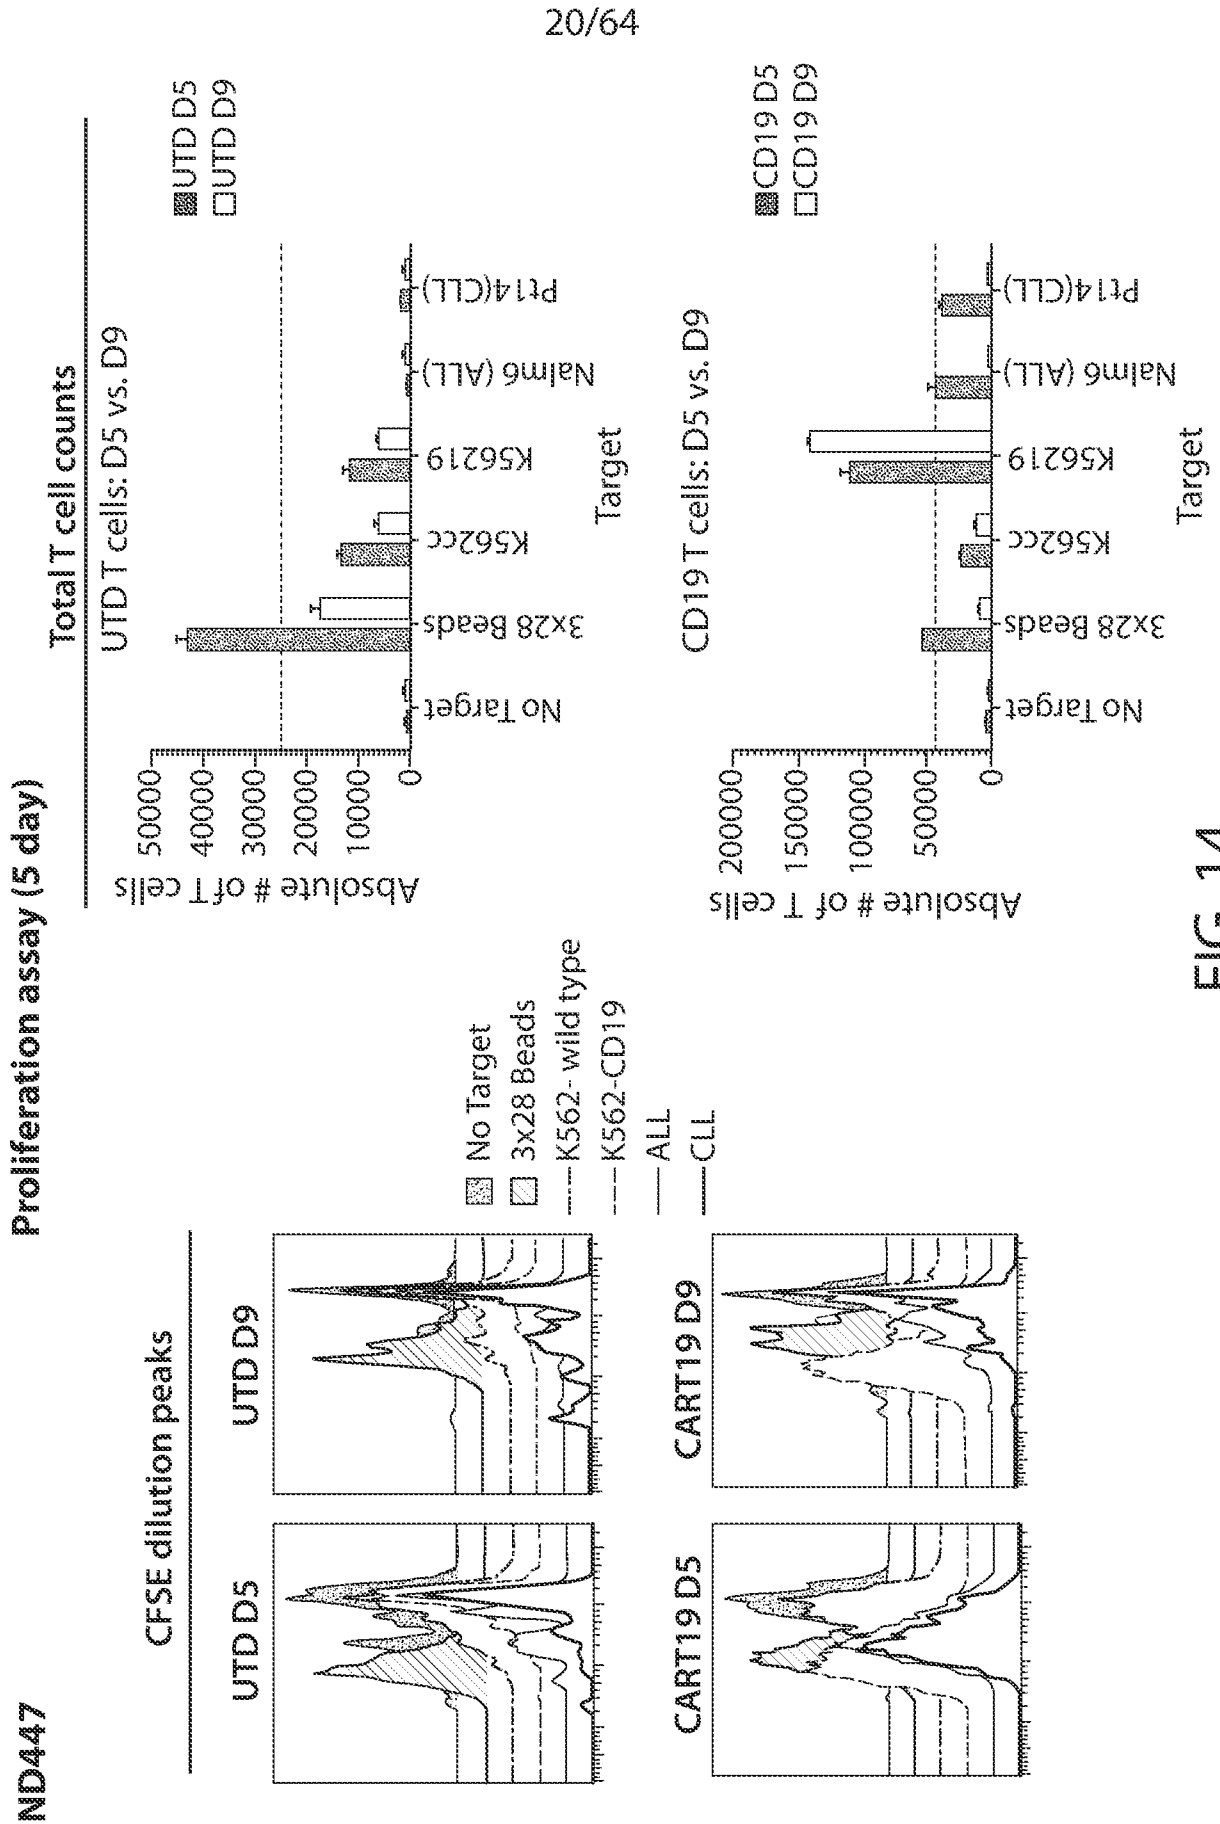 20/64
ND447
Proliferation assay (5 day)
CFSE dilution peaks
UTD D5
UTD D9
CART19 D5
CART19 D9
No Target
3x28 Beads
K562- wild type
K562-CD19
ALL
CLL
Total T cell counts
UTD T cells: D5 vs. D9
UTD D5
UTD D9
Absolute # of T cells
50000
40000
30000
20000
10000
0
No Target
3x28 Beads
K562cc
K56219
Nalm6 (ALL)
Pt14(CLL)
Target
CD19 T cells: D5 vs. D9
CD19 D5
CD19 D9
Absolute # of T cells
200000
150000
100000
50000
0
No Target
3x28 Beads
K562cc
K56219
Nalm6 (ALL)
Pt14(CLL)
Target
FIG. 14